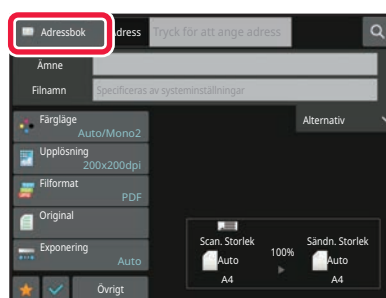 Adressbok
dress
Tryck för att ange adress
Ämne
Filnamn
Specificeras av systeminställningar
Färgläge
Auto/Mono2
Alternativ
Upplösning
200x200dpi
Filformat
PDF
Original
Exponering
Auto
Scan. Storlek
100%
Sändn. Storlek
Auto
Auto
A4
A4
Övrigt